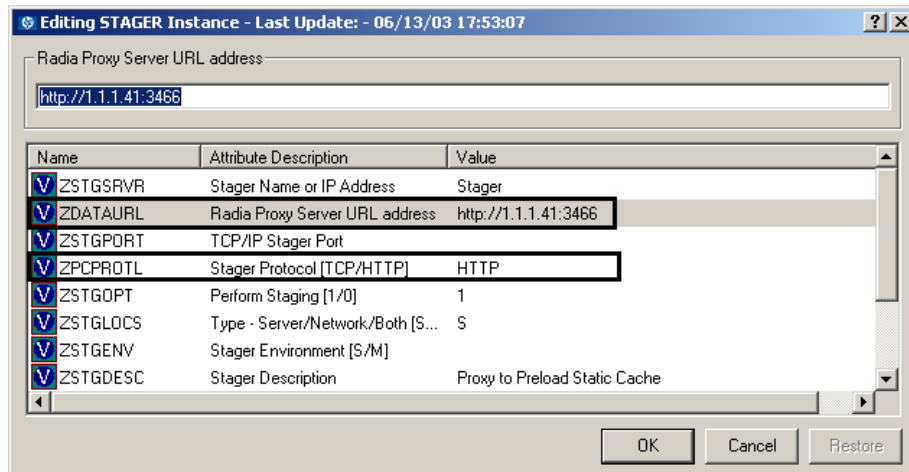 Editing STAGER Instance - Last Update: - 06/13/03 17:53:07
Radia Proxy Server URL address
http://1.1.1.41:3466
Name Attribute Description Value
V ZSTGSRVR Stager Name or IP Address Stager
V ZDATAURL Radia Proxy Server URL address http://1.1.1.41:3466
V ZSTGPORT TCP/IP Stager Port
V ZPCPROTL Stager Protocol [TCP/HTTP] HTTP
V ZSTGOPT Perform Staging [1/0] 1
V ZSTGLOCS Type - Server/Network/Both [S... S
V ZSTGENV Stager Environment [S/M]
V ZSTGDESC Stager Description Proxy to Preload Static Cache
OK Cancel Restore